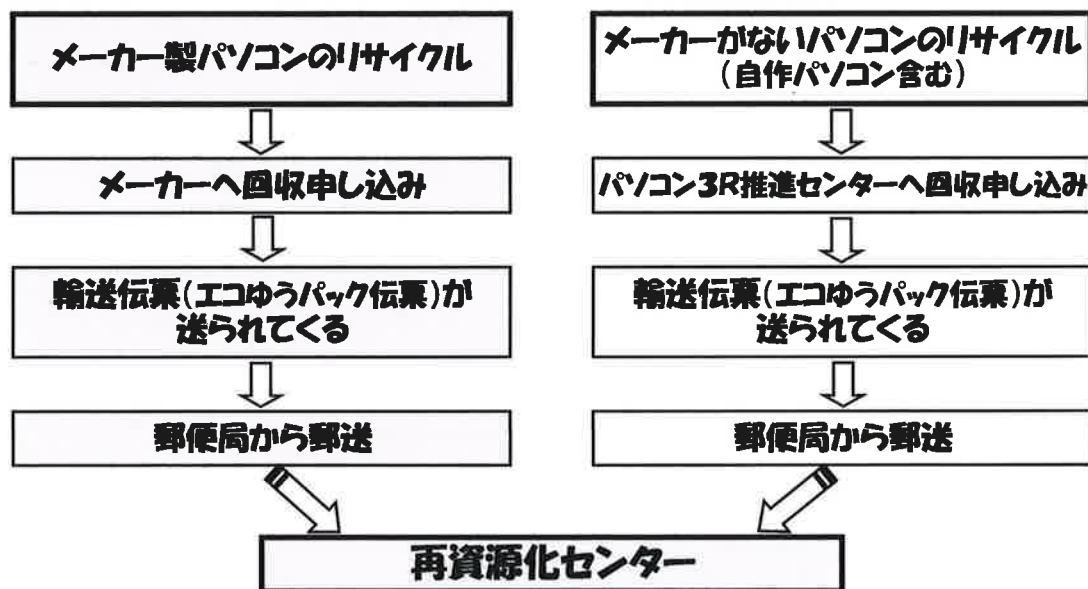 メーカー製パソコンのリサイクル
メーカーへ回収申し込み
輸送伝票(エコゆうパック伝票)が
送られてくる
郵便局から郵送
メーカーがないパソコンのリサイクル
(自作パソコン含む)
パソコン3R推進センターへ回収申し込み
輸送伝票(エコゆうパック伝票)が
送られてくる
郵便局から郵送
再資源化センター